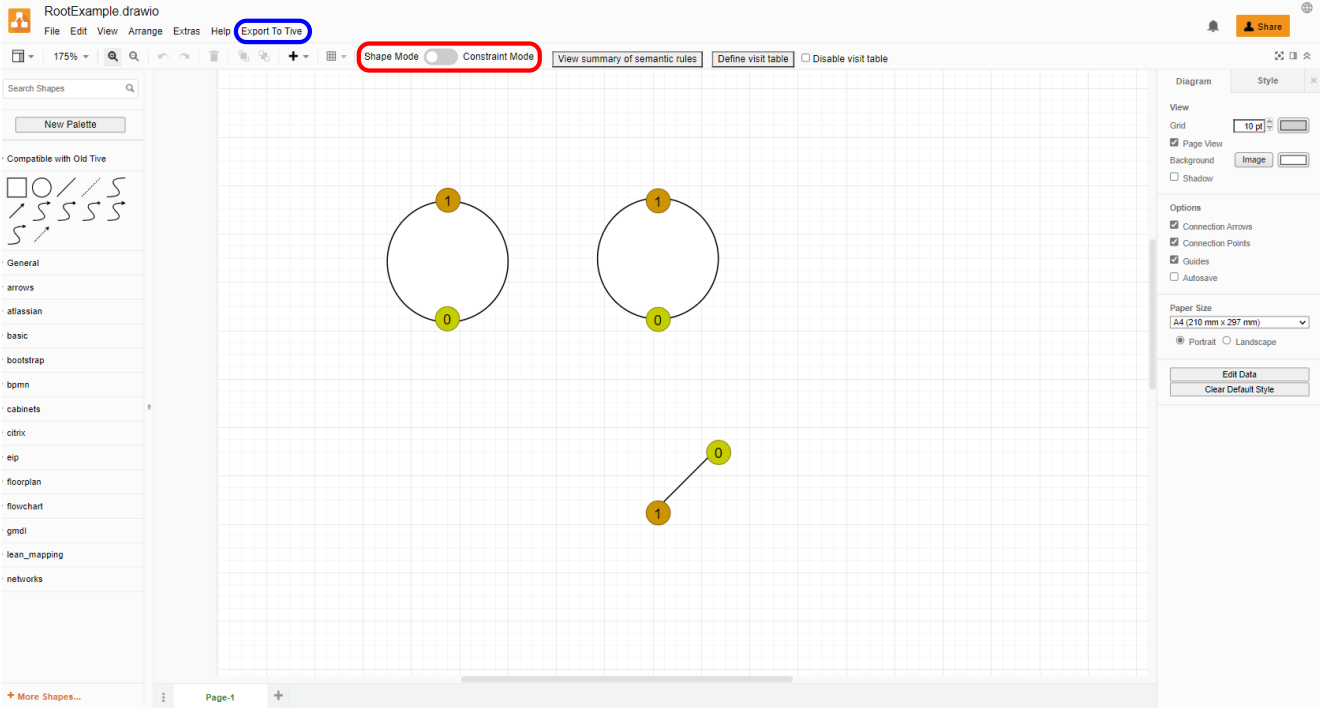 RootExample.drawio
File Edit View Arrange Extras Help Export To Tive
Share
175%
Shape Mode Constraint Mode
View summary of semantic rules
Define visit table
Disable visit table
Search Shapes
New Palette
Compatible with Old Tive
General
arrows
atlassian
basic
bootstrap
bpmn
cabinets
citrix
eip
floorplan
flowchart
gmdl
lean_mapping
networks
+ More Shapes...
1
1
0
0
0
1
Page-1
Diagram Style
View
Grid 10 pt
Page View
Background Image
Shadow
Options
Connection Arrows
Connection Points
Guides
Autosave
Paper Size
A4 (210 mm x 297 mm)
Portrait Landscape
Edit Data
Clear Default Style